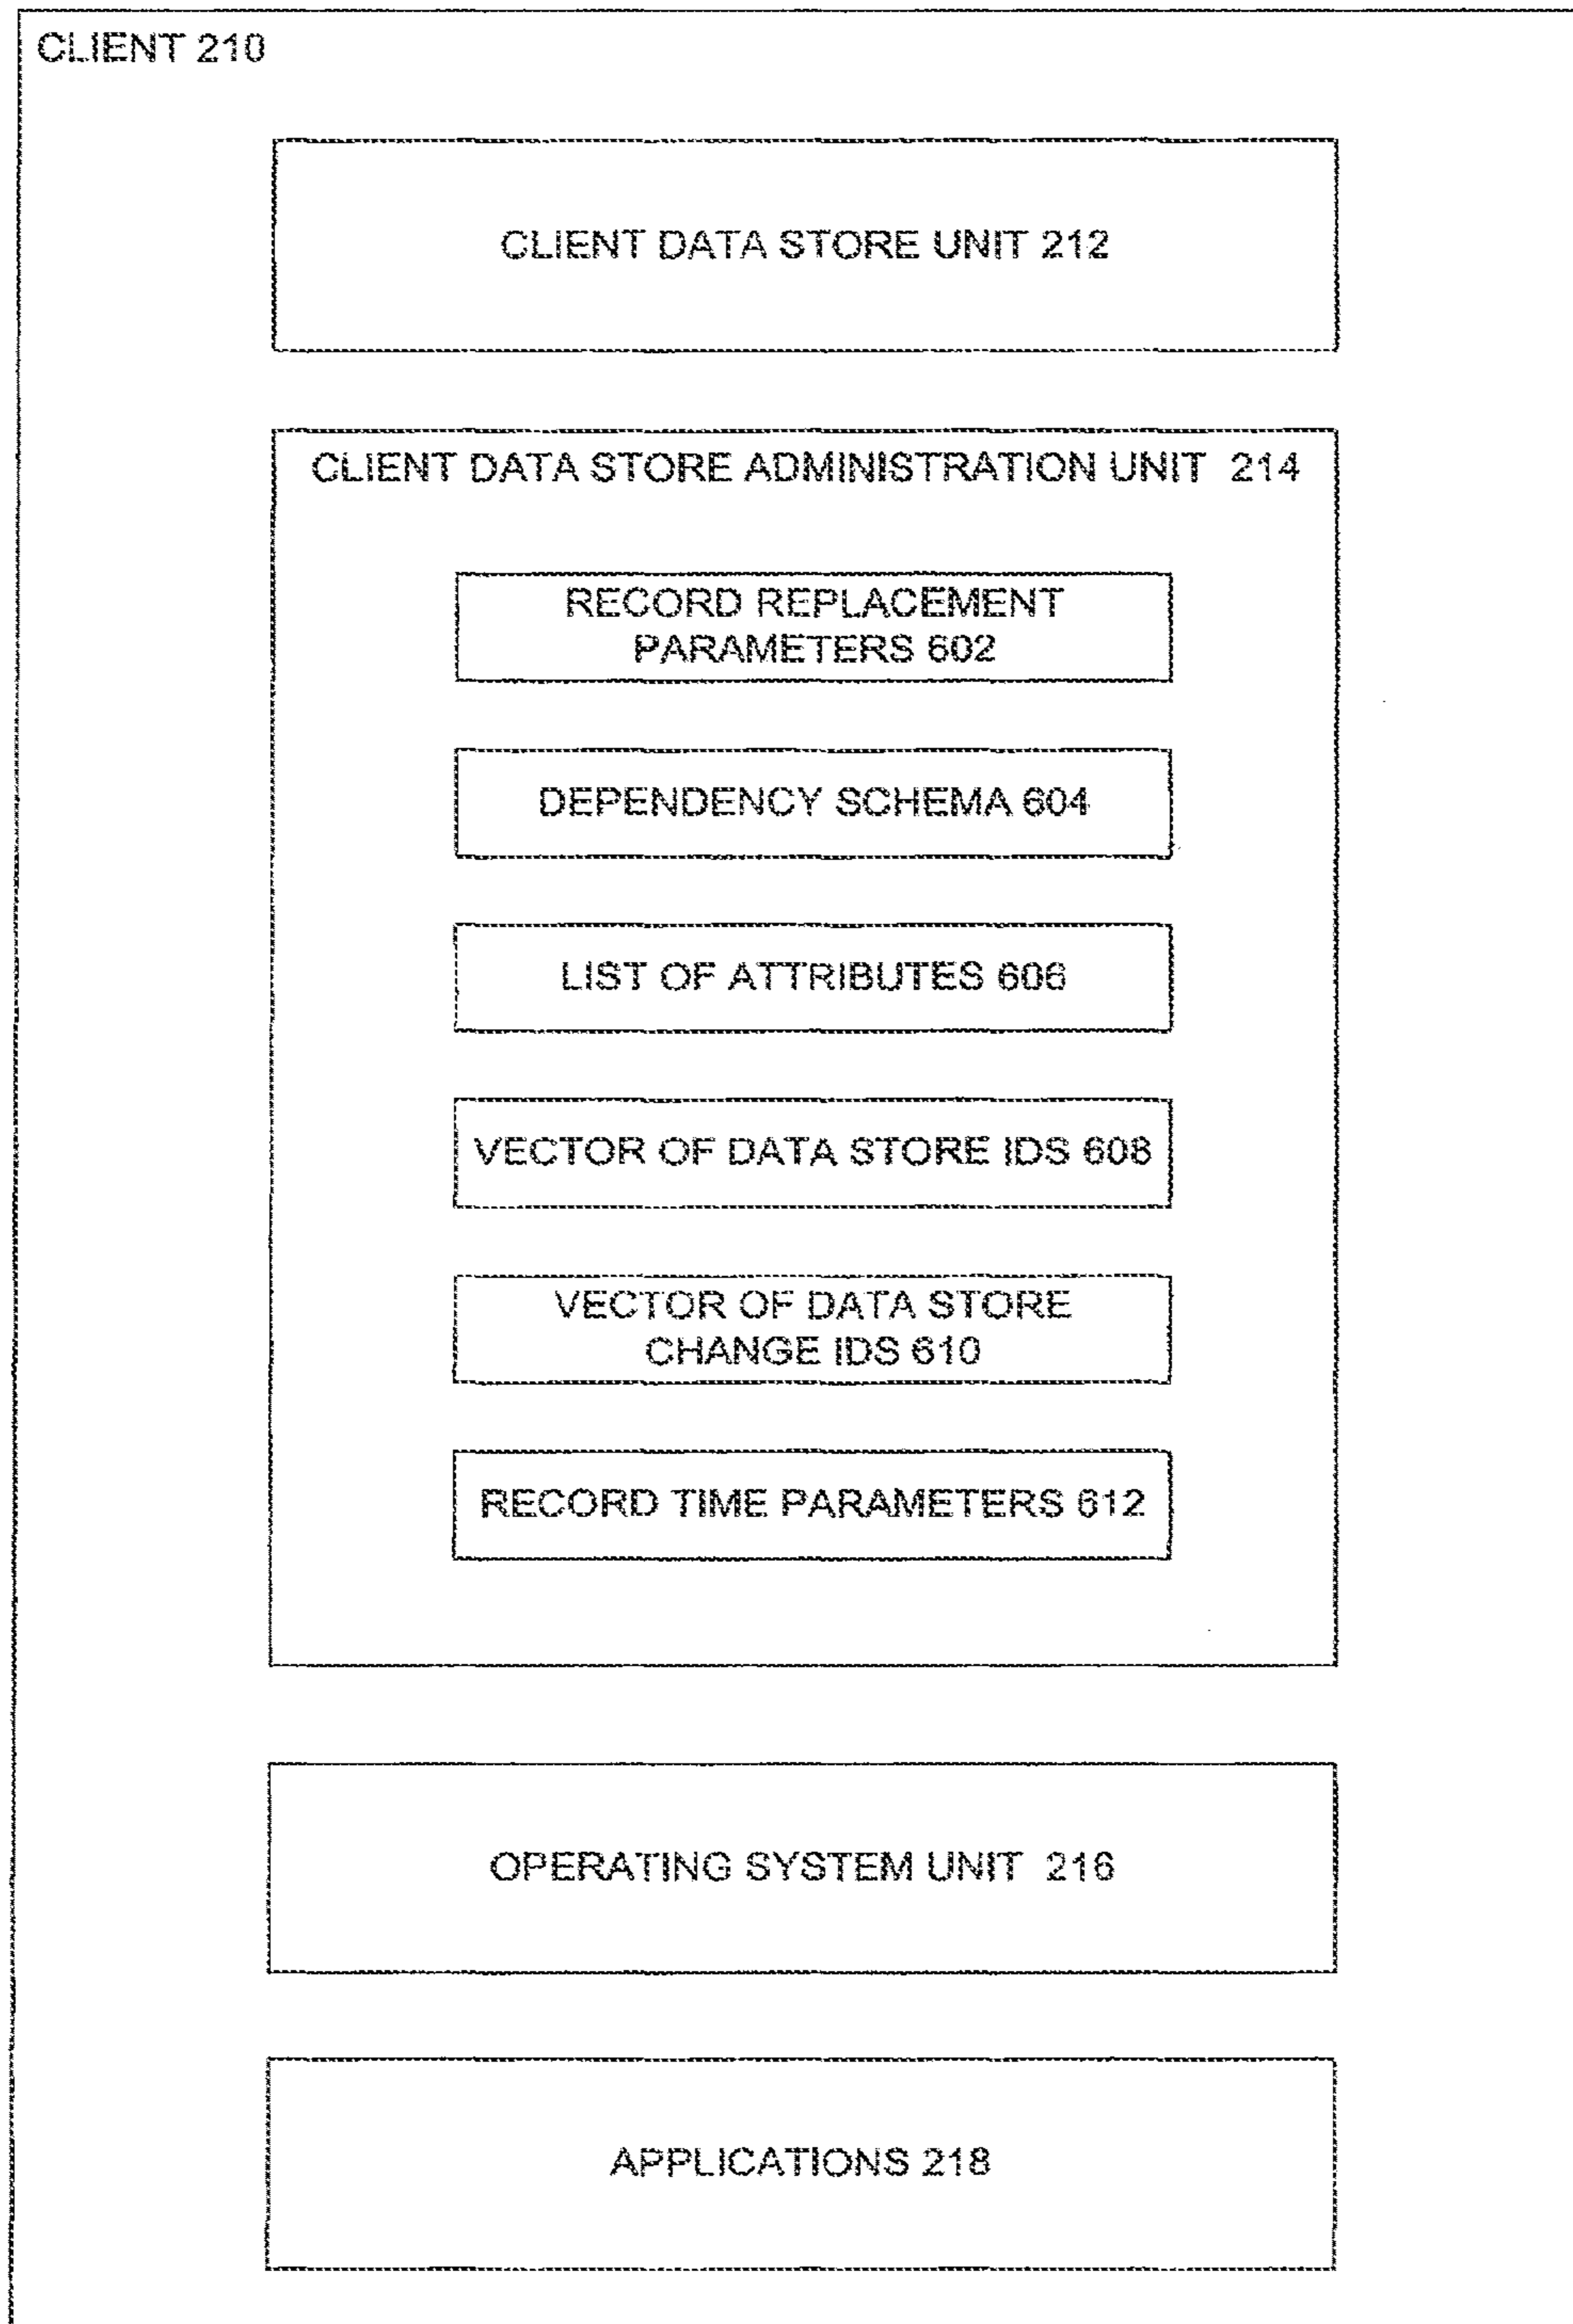 CLIENT 210
CLIENT DATA STORE UNIT 212
CLIENT DATA STORE ADMINISTRATION UNIT 214
RECORD REPLACEMENT
PARAMETERS 602
DEPENDENCY SCHEMA 604
LIST OF ATTRIBUTES 606
VECTOR OF DATA STORE IDS 608
VECTOR OF DATA STORE
CHANGE IDS 610
RECORD TIME PARAMETERS 612
OPERATING SYSTEM UNIT 216
APPLICATIONS 218